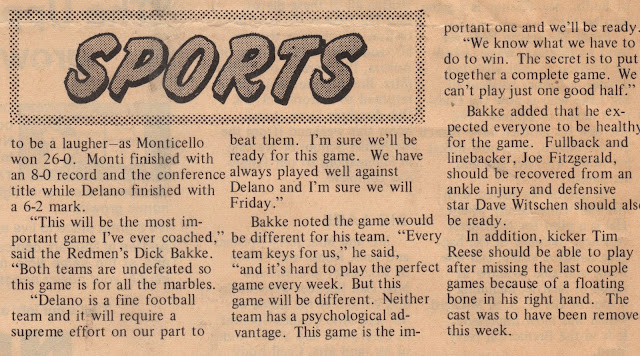 SPORTS
to be a laugher—as Monticello
won 26-0. Monti finished with
an 8-0 record and the conference
title while Delano finished with
a 6-2 mark.
“This will be the most im-
portant game I’ve ever coached,”
said the Redmen’s Dick Bakke.
“Both teams are undefeated so
this game is for all the marbles.
“Delano is a fine football
team and it will require a
supreme effort on our part to
beat them. I’m sure we’ll be
ready for this game. We have
always played well against
Delano and I’m sure we will
Friday.”
Bakke noted the game would
be different for his team. “Every
team keys for us,” he said,
“and it’s hard to play the perfect
game every week. But this
game will be different. Neither
team has a psychological ad-
vantage. This game is the im-
portant one and we’ll be ready.
“We know what we have to
do to win. The secret is to put
together a complete game. We
can’t play just one good half.”
Bakke added that he ex-
pected everyone to be healthy
for the game. Fullback and
linebacker, Joe Fitzgerald,
should be recovered from an
ankle injury and defensive
star Dave Witschen should also
be ready.
In addition, kicker Tim
Reese should be able to play
after missing the last couple
games because of a floating
bone in his right hand. The
cast was to have been remove
this week.